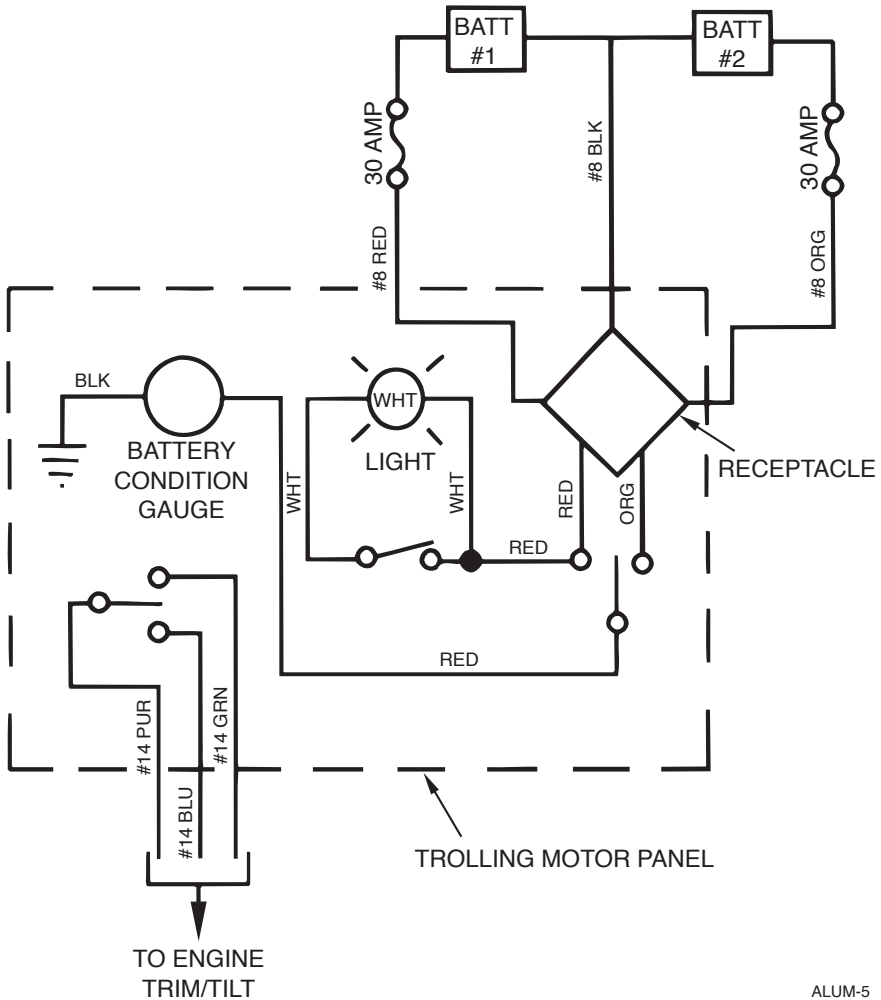 BATT
#1
BATT
#2
30 AMP
#8 BLK
30 AMP
#8 RED
#8 ORG
BLK
WHT
BATTERY
CONDITION
GAUGE
LIGHT
RECEPTACLE
WHT
WHT
RED
ORG
RED
RED
#14 PUR
#14 GRN
#14 BLU
TROLLING MOTOR PANEL
TO ENGINE
TRIM/TILT
ALUM-5